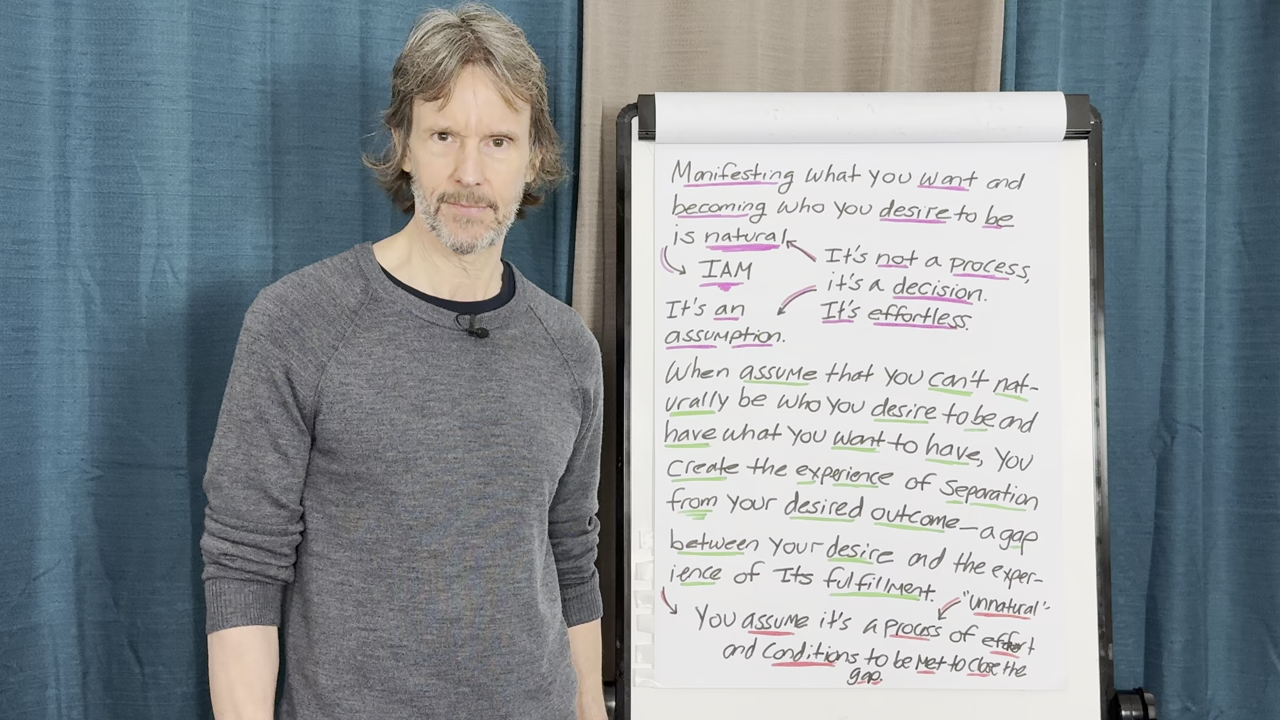 Manifesting what you want and
becoming who you desire to be
is natural
IAM
It's not a process,
it's a decision.
It's effortless.
It's an
assumption.
When assume that you can't nat-
urally be who you desire to be and
have what you want to have, you
create the experience of separation
from your desired outcome—a gap
between your desire and the exper-
ience of Its fulfillment.
"Unnatural"
You assume it's a process of effort
and conditions to be met to close the
gap.